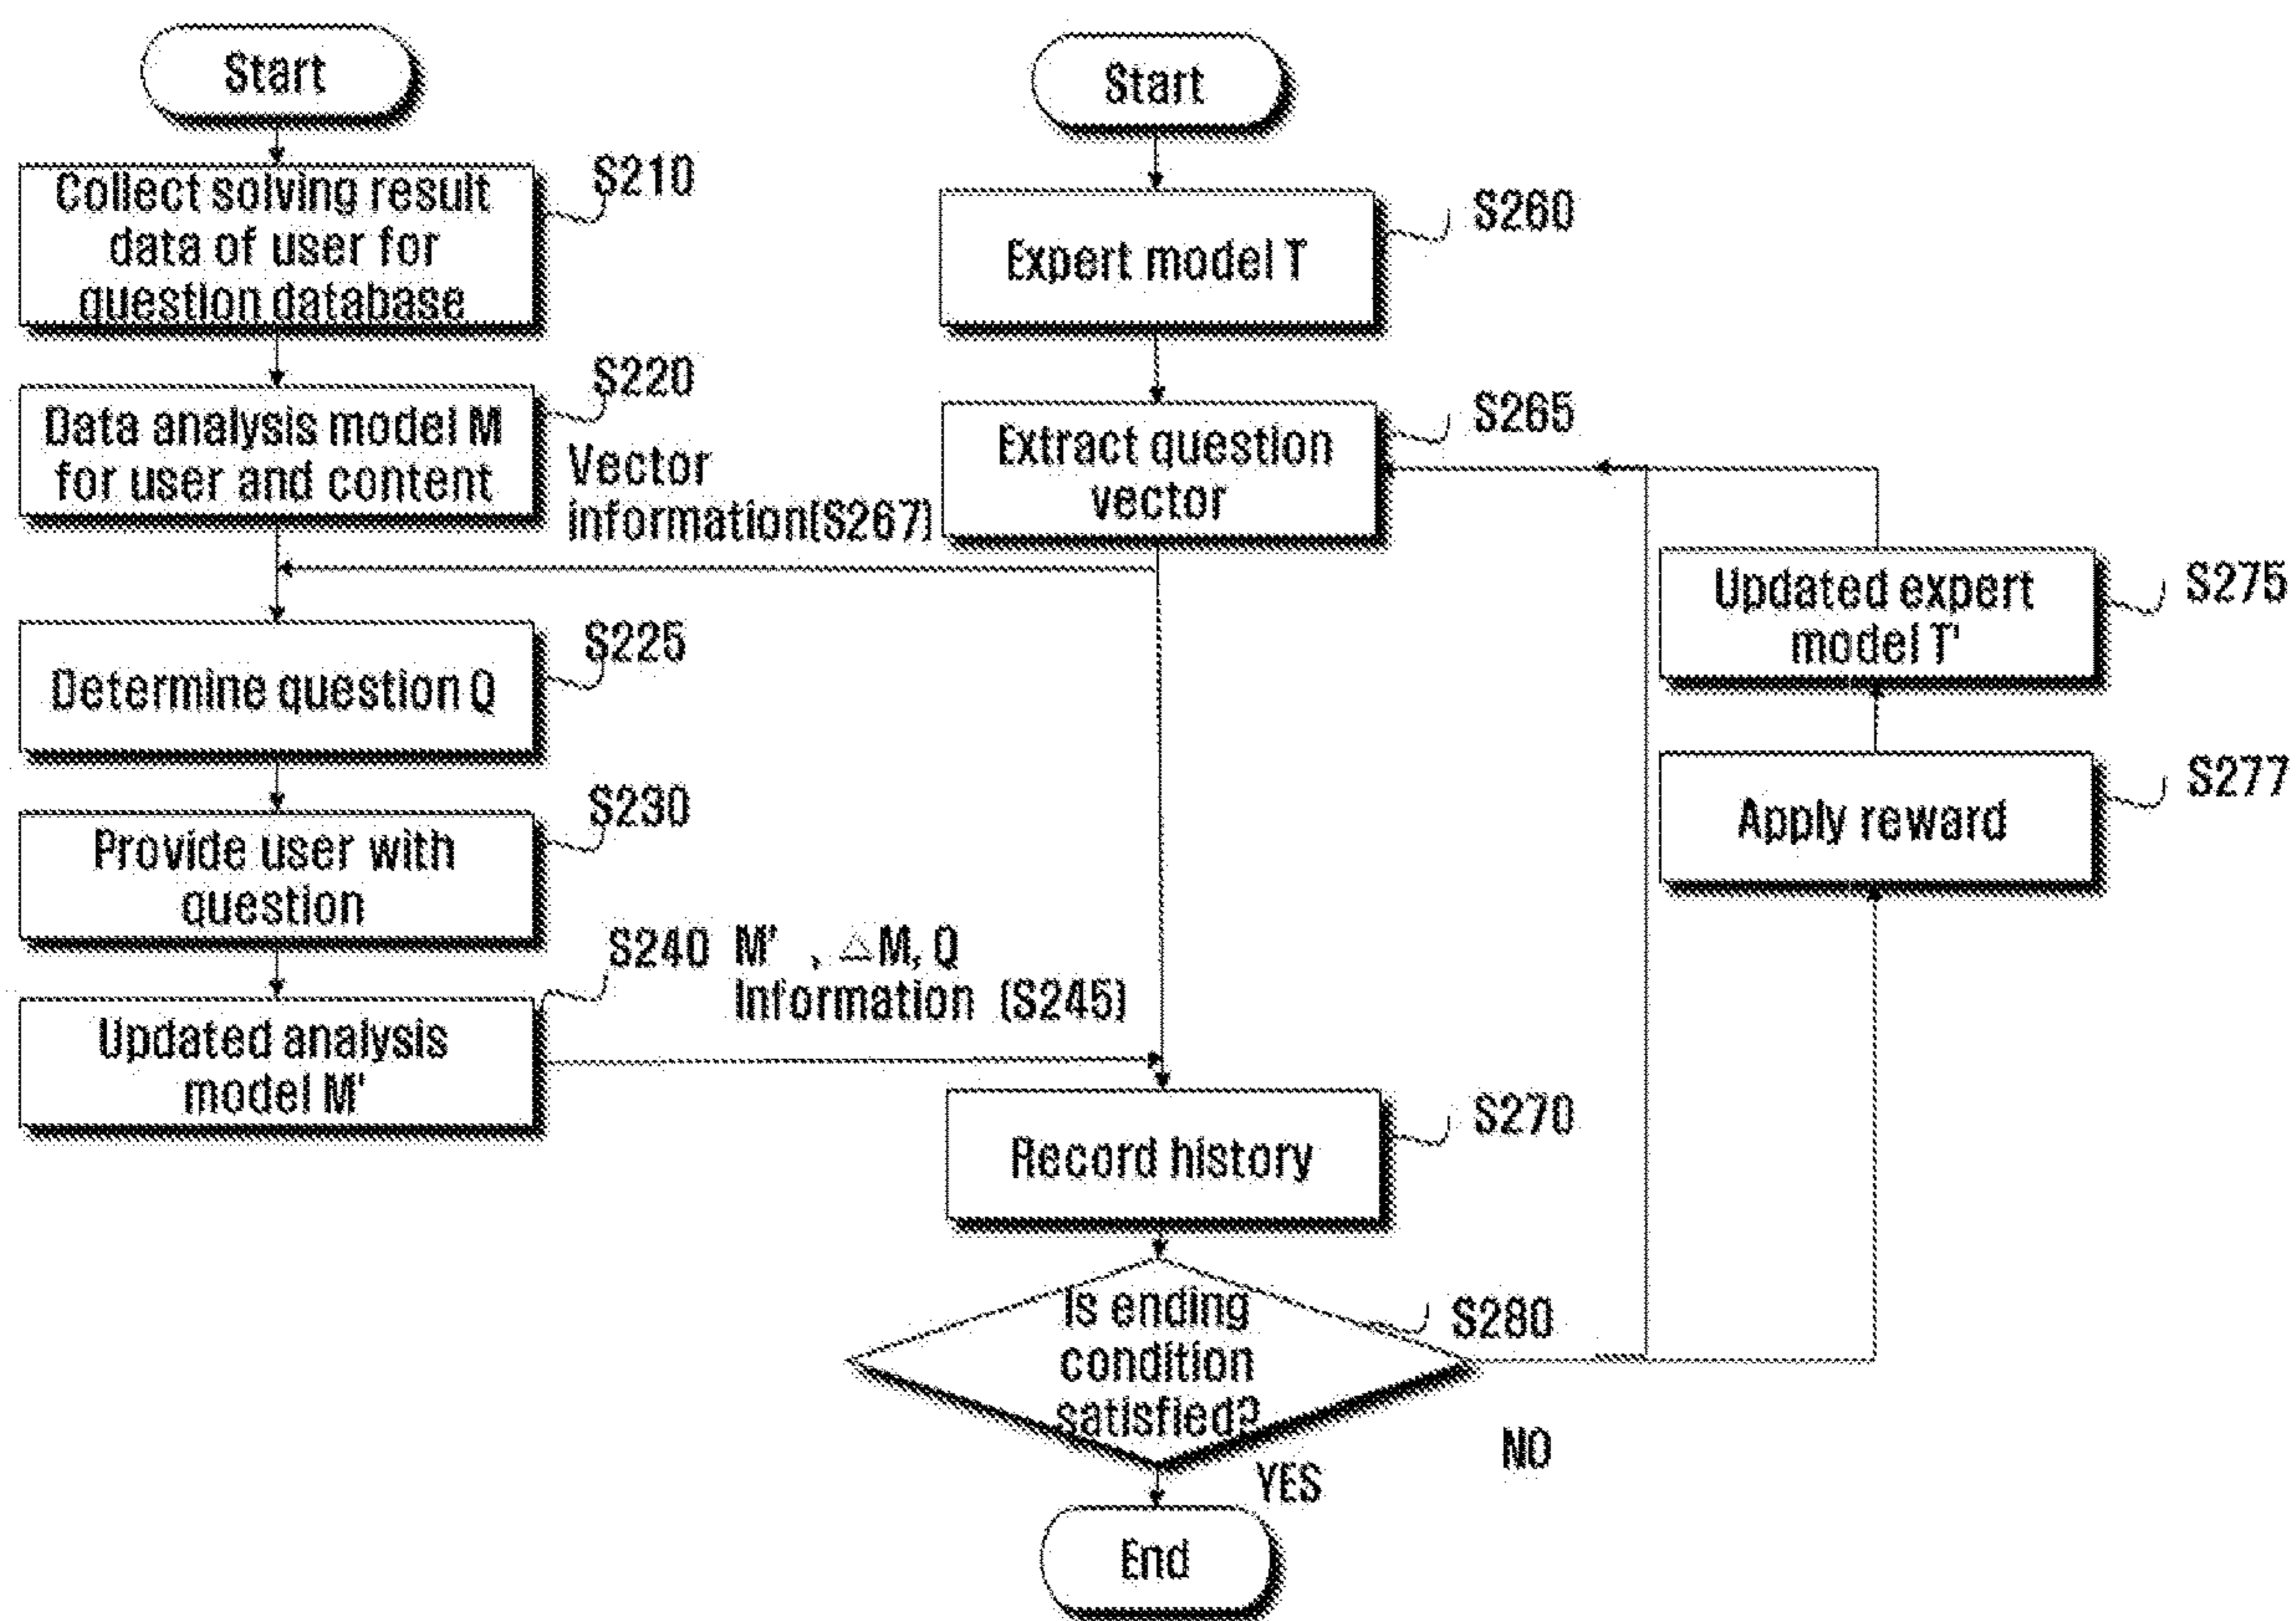 Start
Collect solving result
data of user for
question database
S210
Data analysis model M
for user and content
S220
Vector
information(S267)
Determine question Q
S225
Provide user with
question
S230
Updated analysis
model M'
S240
M' , △M, Q
Information (S245)
Start
Expert model T
S260
Extract question
vector
S265
Updated expert
model T'
S275
Apply reward
S277
Record history
S270
Is ending
condition
satisfied?
S280
NO
YES
End